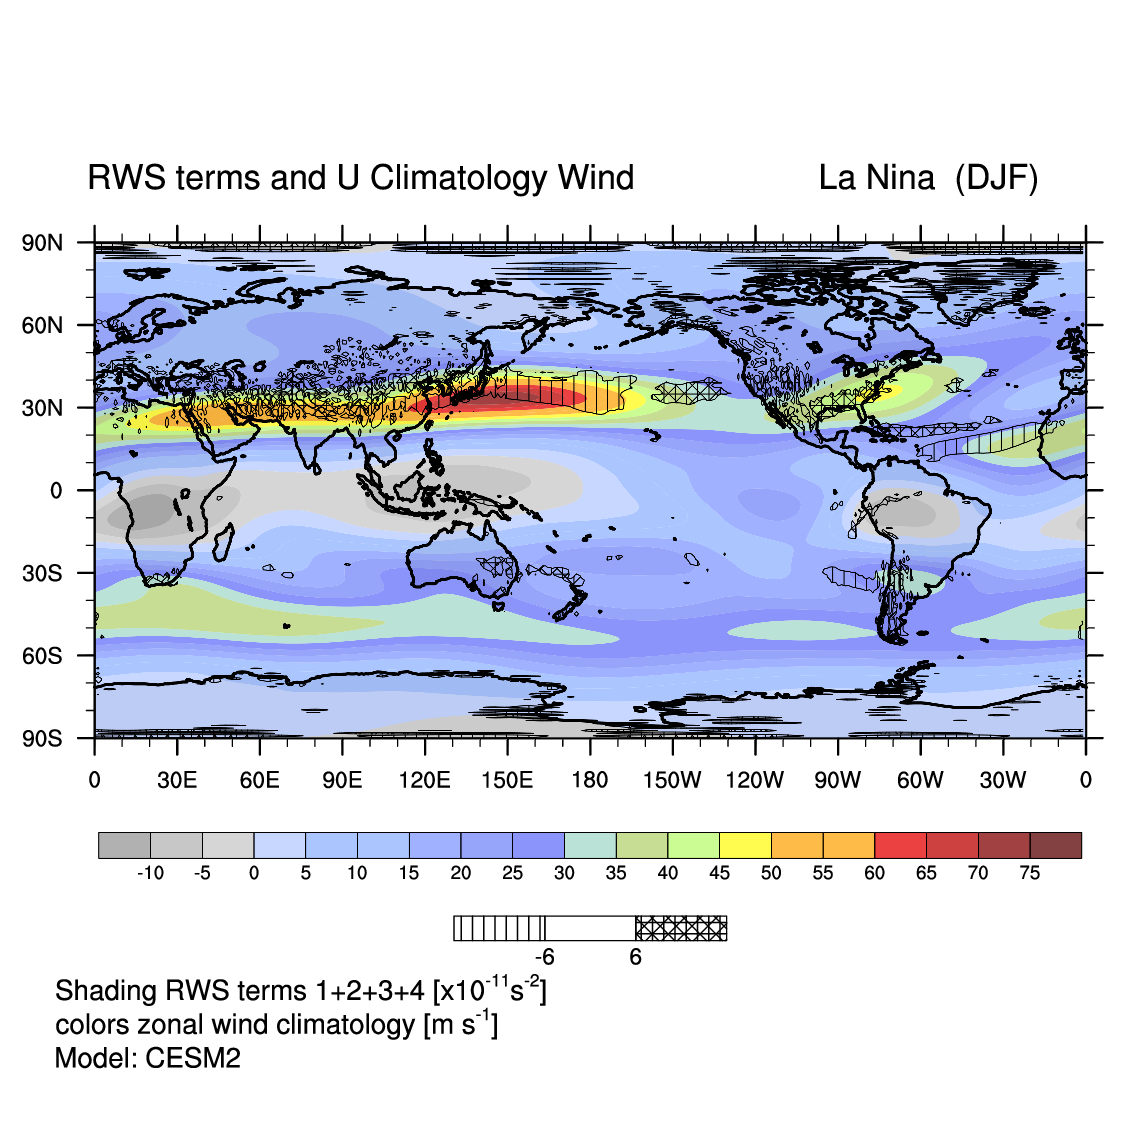 RWS terms and U Climatology Wind La Nina (DJF)
90N
60N
30N
0
30S
60S
90S
0 30E 60E 90E 120E 150E 180 150W 120W 90W 60W 30W 0
-10 -5 0 5 10 15 20 25 30 35 40 45 50 55 60 65 70 75
-6 6
Shading RWS terms 1+2+3+4 [x10⁻¹¹s⁻²]
colors zonal wind climatology [m s⁻¹]
Model: CESM2